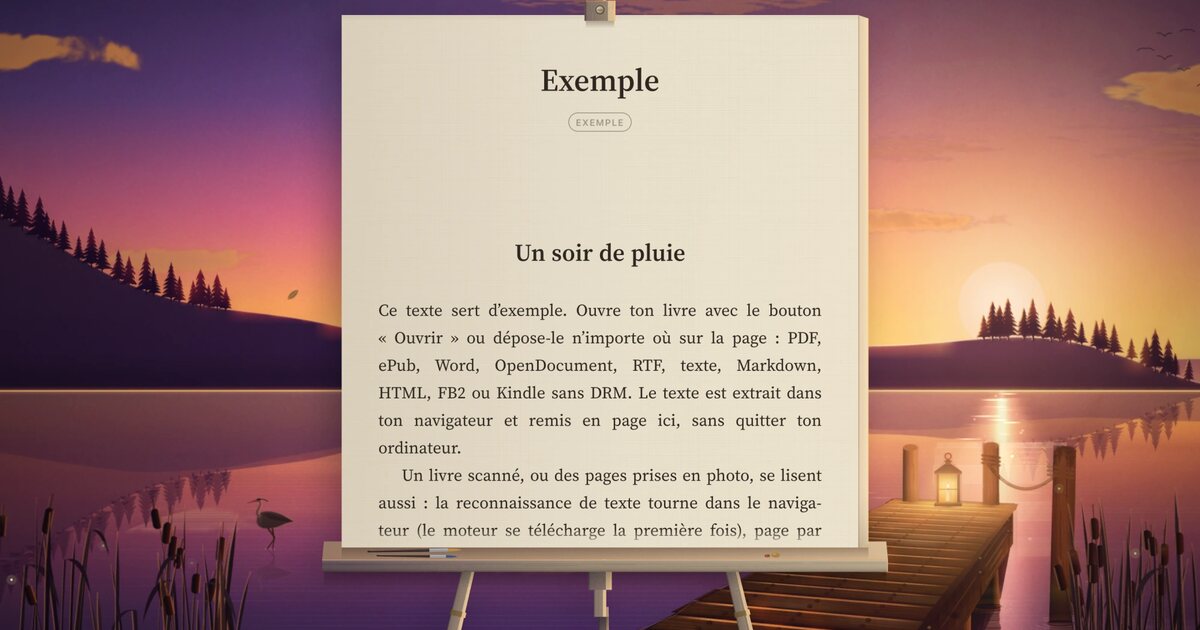 Exemple
EXEMPLE
Un soir de pluie
Ce texte sert d’exemple. Ouvre ton livre avec le bouton
« Ouvrir » ou dépose-le n’importe où sur la page : PDF,
ePub, Word, OpenDocument, RTF, texte, Markdown,
HTML, FB2 ou Kindle sans DRM. Le texte est extrait dans
ton navigateur et remis en page ici, sans quitter ton
ordinateur.
Un livre scanné, ou des pages prises en photo, se lisent
aussi : la reconnaissance de texte tourne dans le naviga-
teur (le moteur se télécharge la première fois), page par